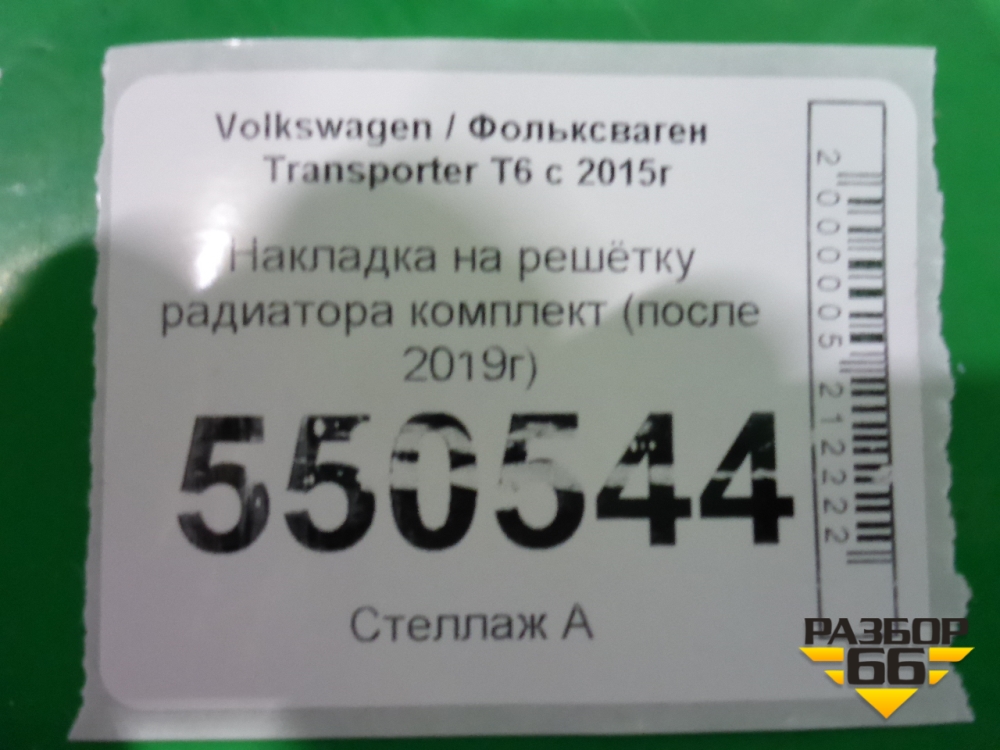 Volkswagen / Фольксваген
Transporter T6 с 2015г
Накладка на решётку
радиатора комплект (после
2019г)
550544
Стеллаж А
2000005212222
РАЗБОР
66